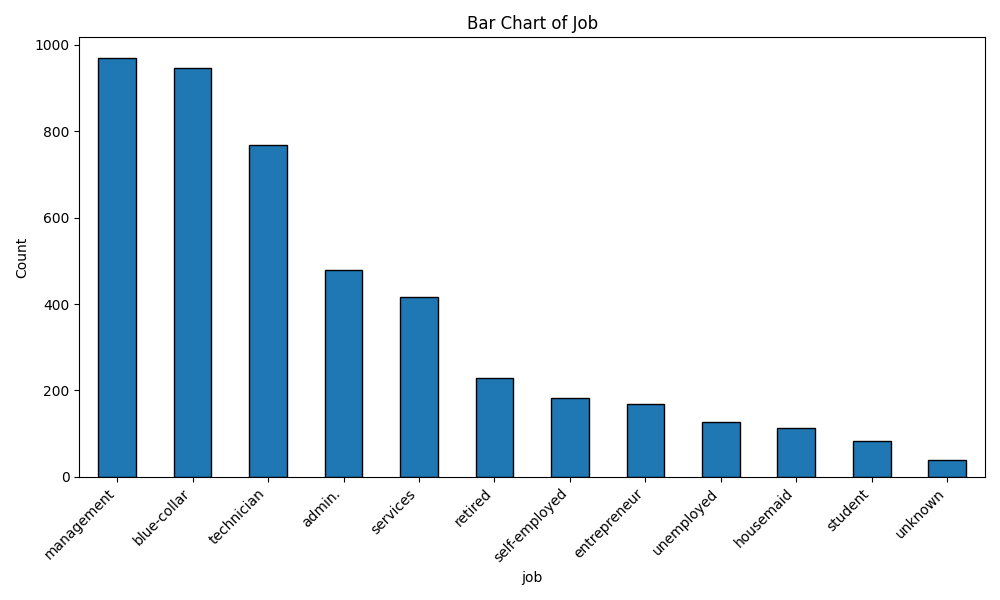 Bar Chart of Job
1000
800
600
400
200
0
Count
management
blue-collar
technician
admin.
services
retired
self-employed
entrepreneur
unemployed
housemaid
student
unknown
job